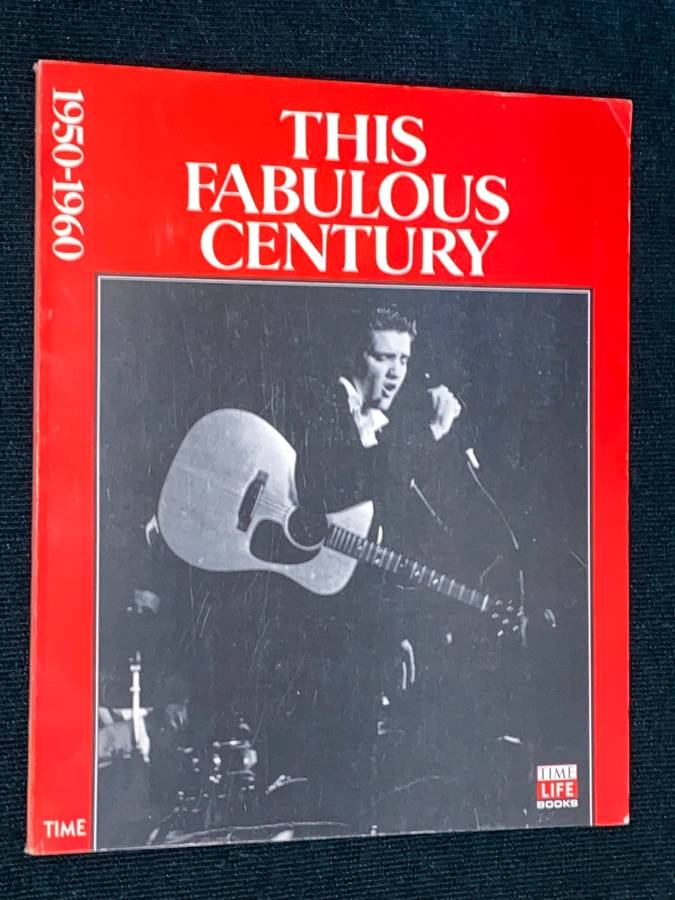 1950-1960
THIS
FABULOUS
CENTURY
TIME
LIFE
BOOKS
TIME